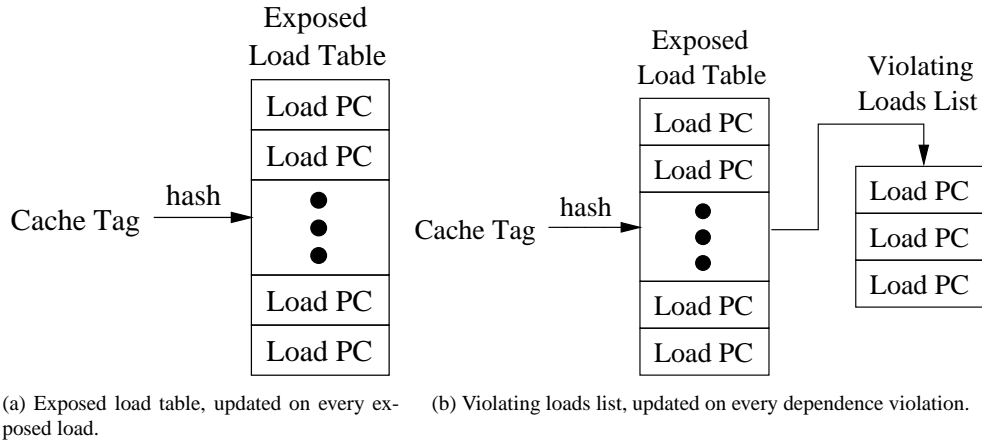 Exposed
Load Table
Load PC
Load PC
Cache Tag
hash
Load PC
Load PC
(a) Exposed load table, updated on every ex-
posed load.
Exposed
Load Table
Load PC
Load PC
Cache Tag
hash
Load PC
Load PC
Violating
Loads List
Load PC
Load PC
Load PC
(b) Violating loads list, updated on every dependence violation.